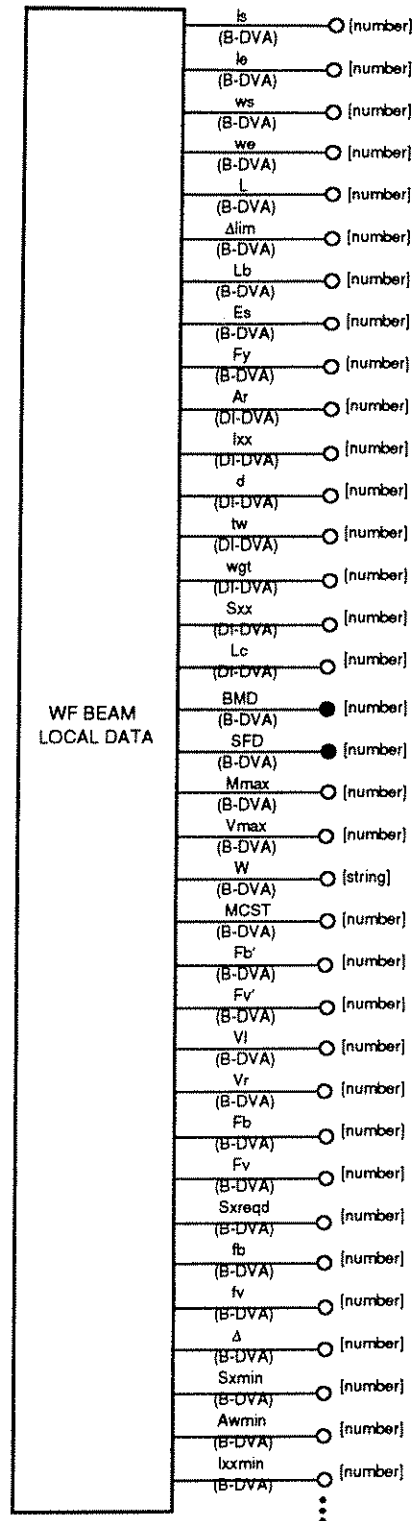 ls [number]
(B-DVA)
le [number]
(B-DVA)
ws [number]
(B-DVA)
we [number]
(B-DVA)
L [number]
(B-DVA)
Δlim [number]
(B-DVA)
Lb [number]
(B-DVA)
Es [number]
(B-DVA)
Fy [number]
(B-DVA)
Ar [number]
(DI-DVA)
Ixx [number]
(DI-DVA)
d [number]
(DI-DVA)
tw [number]
(DI-DVA)
wgt [number]
(DI-DVA)
Sxx [number]
(DI-DVA)
Lc [number]
(DI-DVA)
WF BEAM
LOCAL DATA
BMD [number]
(B-DVA)
SFD [number]
(B-DVA)
Mmax [number]
(B-DVA)
Vmax [number]
(B-DVA)
W [string]
(B-DVA)
MCST [number]
(B-DVA)
Fb' [number]
(B-DVA)
Fv' [number]
(B-DVA)
Vl [number]
(B-DVA)
Vr [number]
(B-DVA)
Fb [number]
(B-DVA)
Fv [number]
(B-DVA)
Sxreqd [number]
(B-DVA)
fb [number]
(B-DVA)
fv [number]
(B-DVA)
Δ [number]
(B-DVA)
Sxmin [number]
(B-DVA)
Awmin [number]
(B-DVA)
Ixxmin [number]
(B-DVA)